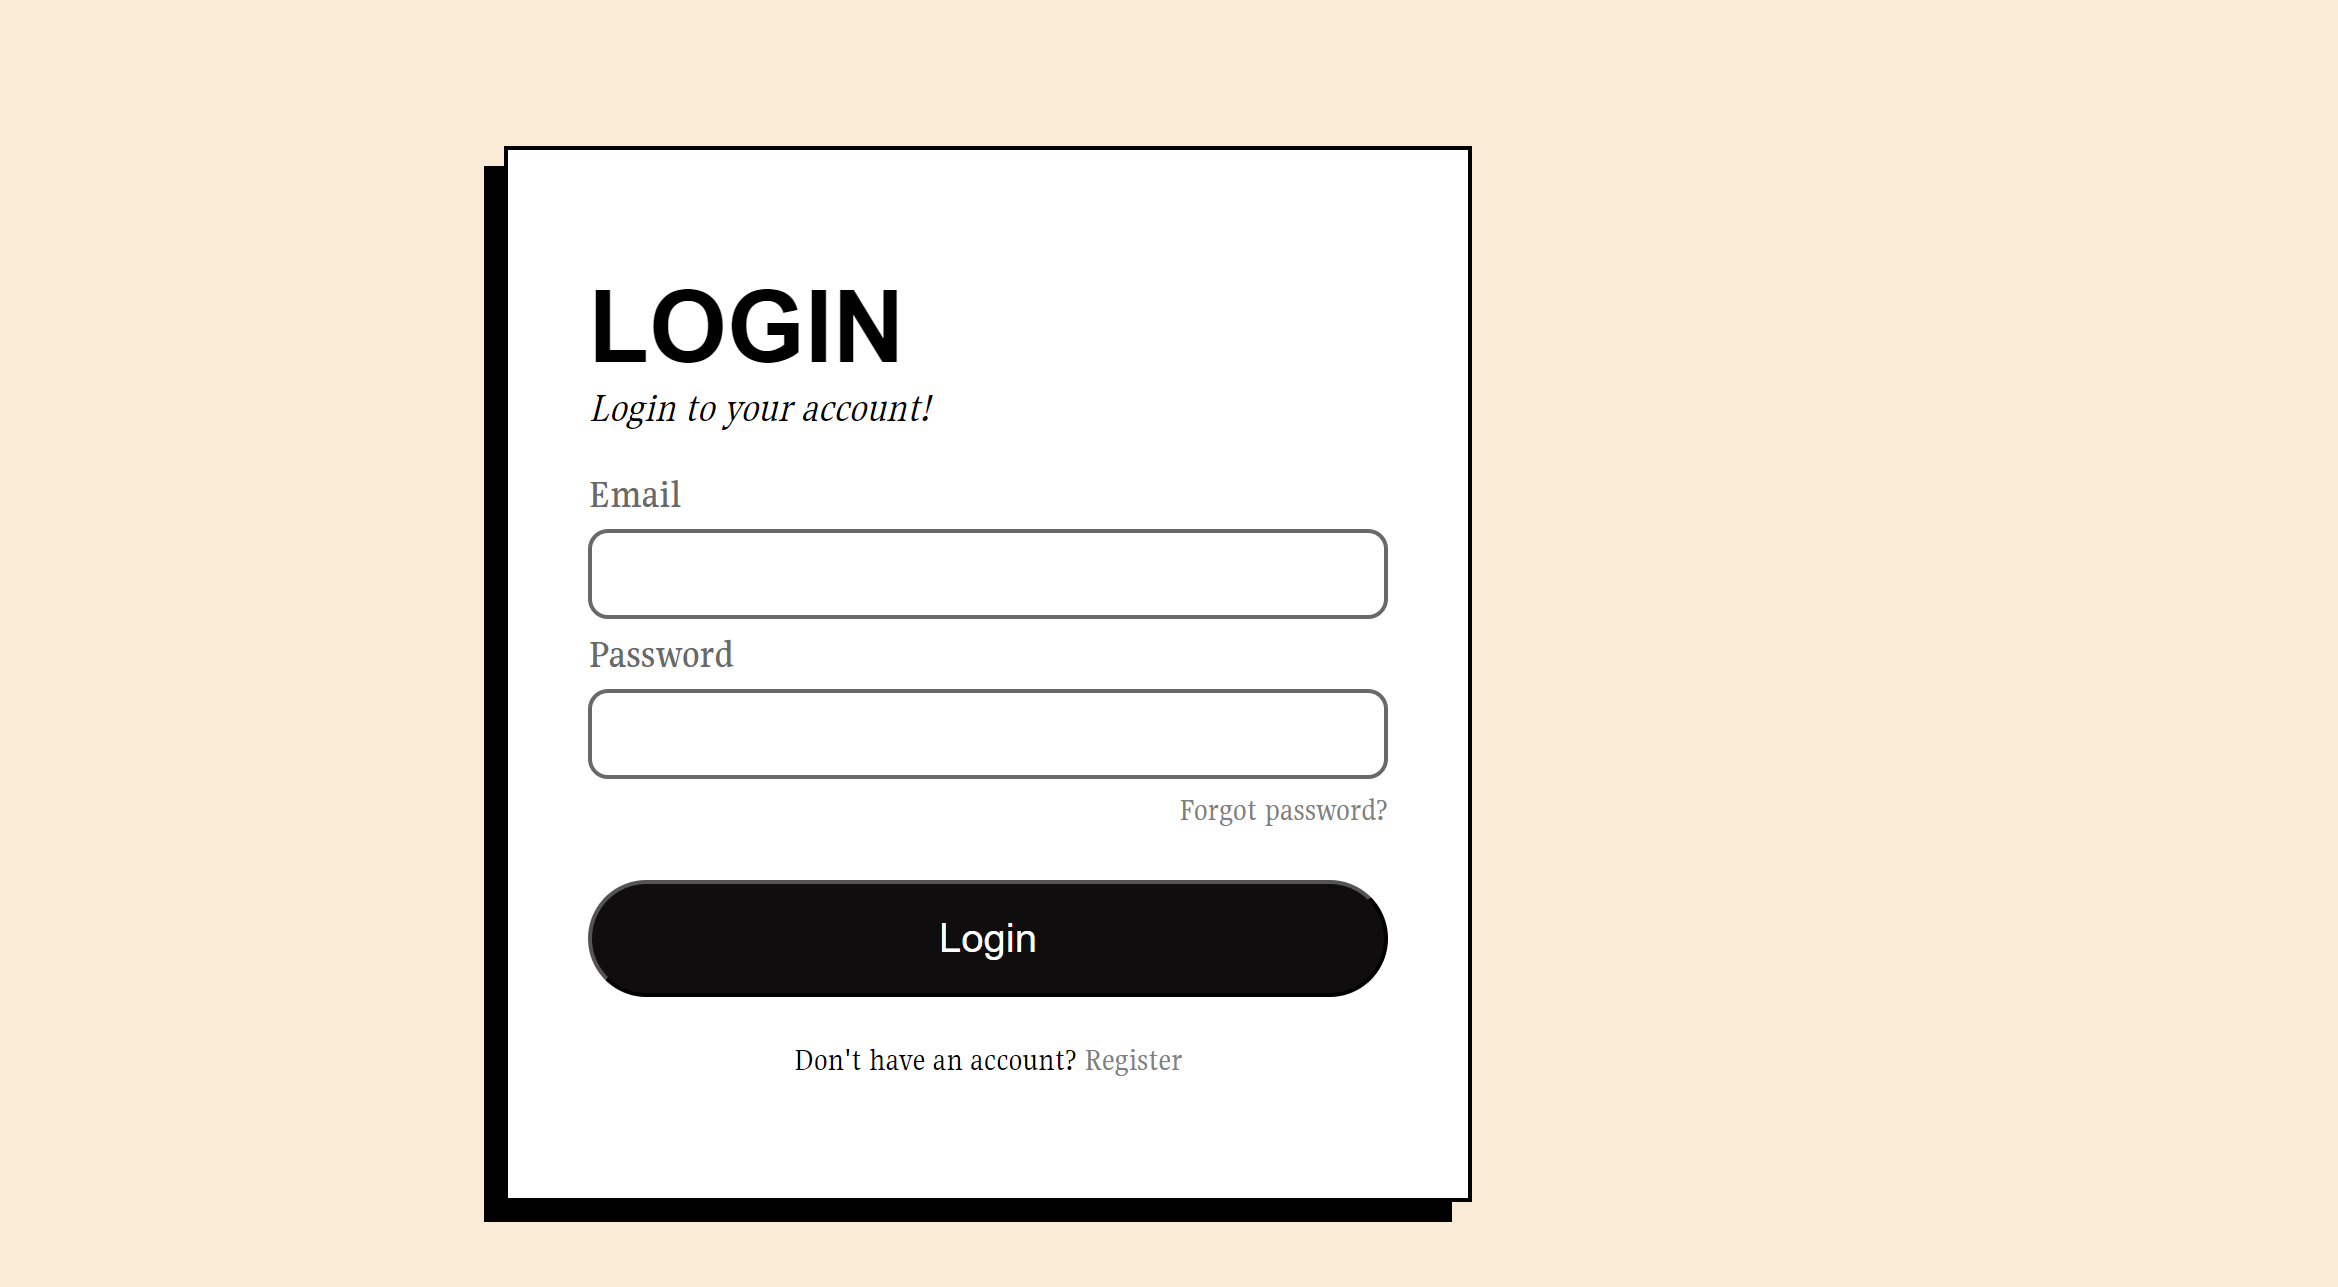 LOGIN
Login to your account!
Email
Password
Forgot password?
Login
Don't have an account? Register